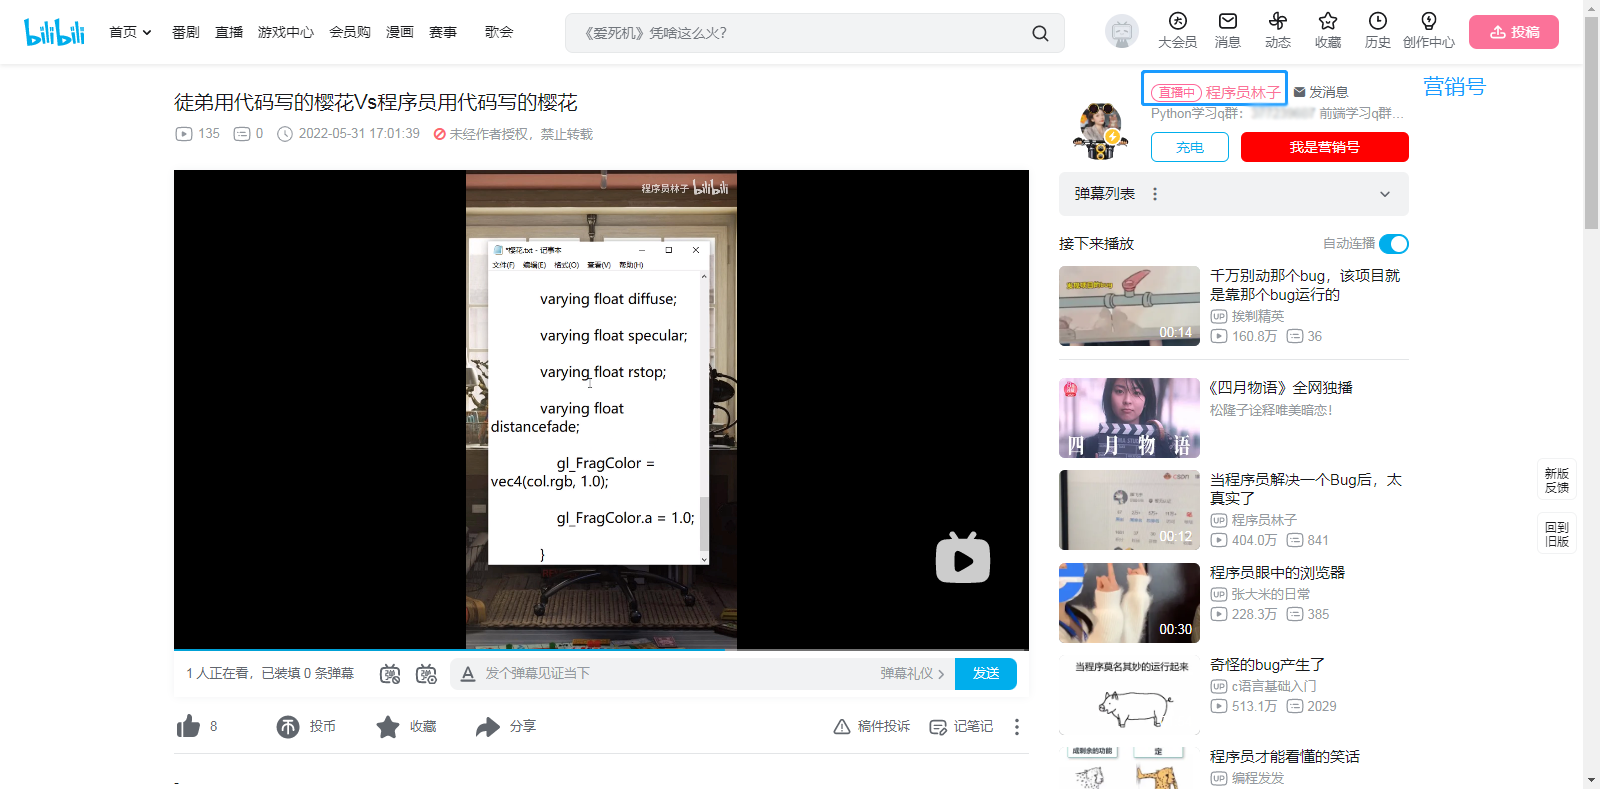 bilibili
首页
番剧
直播
游戏中心
会员购
漫画
赛事
歌会
《爱死机》凭啥这么火?
大会员
消息
动态
收藏
历史
创作中心
投稿
徒弟用代码写的樱花Vs程序员用代码写的樱花
135
0
2022-05-31 17:01:39
未经作者授权，禁止转载
直播中
程序员林子
发消息
营销号
Python学习q群：
前端学习q群...
充电
我是营销号
程序员林子 bilibili
*樱花.txt - 记事本
文件(F) 编辑(E) 格式(O) 查看(V) 帮助(H)
varying float diffuse;
varying float specular;
varying float rstop;
varying float
distancefade;
gl_FragColor =
vec4(col.rgb, 1.0);
gl_FragColor.a = 1.0;
}
1 人正在看，已装填 0 条弹幕
弹
弹
A
发个弹幕见证当下
弹幕礼仪
发送
8
投币
收藏
分享
稿件投诉
记笔记
-
弹幕列表
接下来播放
自动连播
00:14
千万别动那个bug，该项目就
是靠那个bug运行的
UP 挨剃精英
160.8万
36
四月物语
《四月物语》全网独播
松隆子诠释唯美暗恋！
CSDN
00:12
当程序员解决一个Bug后，太
真实了
UP 程序员林子
404.0万
841
00:30
程序员眼中的浏览器
UP 张大米的日常
228.3万
385
当程序莫名其妙的运行起来
奇怪的bug产生了
UP c语言基础入门
513.1万
2029
程序员才能看懂的笑话
UP 编程发发
新版
反馈
回到
旧版